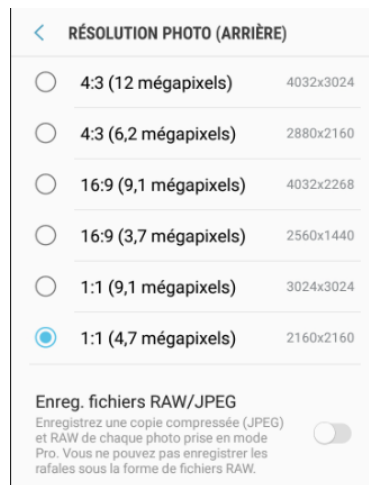 RÉSOLUTION PHOTO (ARRIÈRE)
4:3 (12 mégapixels) 4032x3024
4:3 (6,2 mégapixels) 2880x2160
16:9 (9,1 mégapixels) 4032x2268
16:9 (3,7 mégapixels) 2560x1440
1:1 (9,1 mégapixels) 3024x3024
1:1 (4,7 mégapixels) 2160x2160
Enreg. fichiers RAW/JPEG
Enregistrez une copie compressée (JPEG)
et RAW de chaque photo prise en mode
Pro. Vous ne pouvez pas enregistrer les
rafales sous la forme de fichiers RAW.